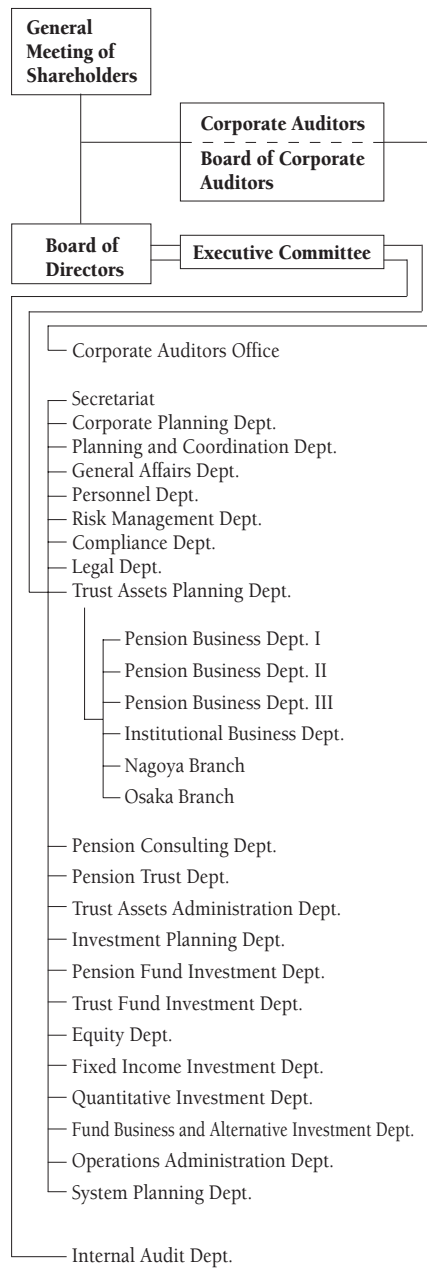 General
Meeting of
Shareholders
Corporate Auditors
Board of Corporate
Auditors
Board of
Directors
Executive Committee
Corporate Auditors Office
Secretariat
Corporate Planning Dept.
Planning and Coordination Dept.
General Affairs Dept.
Personnel Dept.
Risk Management Dept.
Compliance Dept.
Legal Dept.
Trust Assets Planning Dept.
Pension Business Dept. I
Pension Business Dept. II
Pension Business Dept. III
Institutional Business Dept.
Nagoya Branch
Osaka Branch
Pension Consulting Dept.
Pension Trust Dept.
Trust Assets Administration Dept.
Investment Planning Dept.
Pension Fund Investment Dept.
Trust Fund Investment Dept.
Equity Dept.
Fixed Income Investment Dept.
Quantitative Investment Dept.
Fund Business and Alternative Investment Dept.
Operations Administration Dept.
System Planning Dept.
Internal Audit Dept.